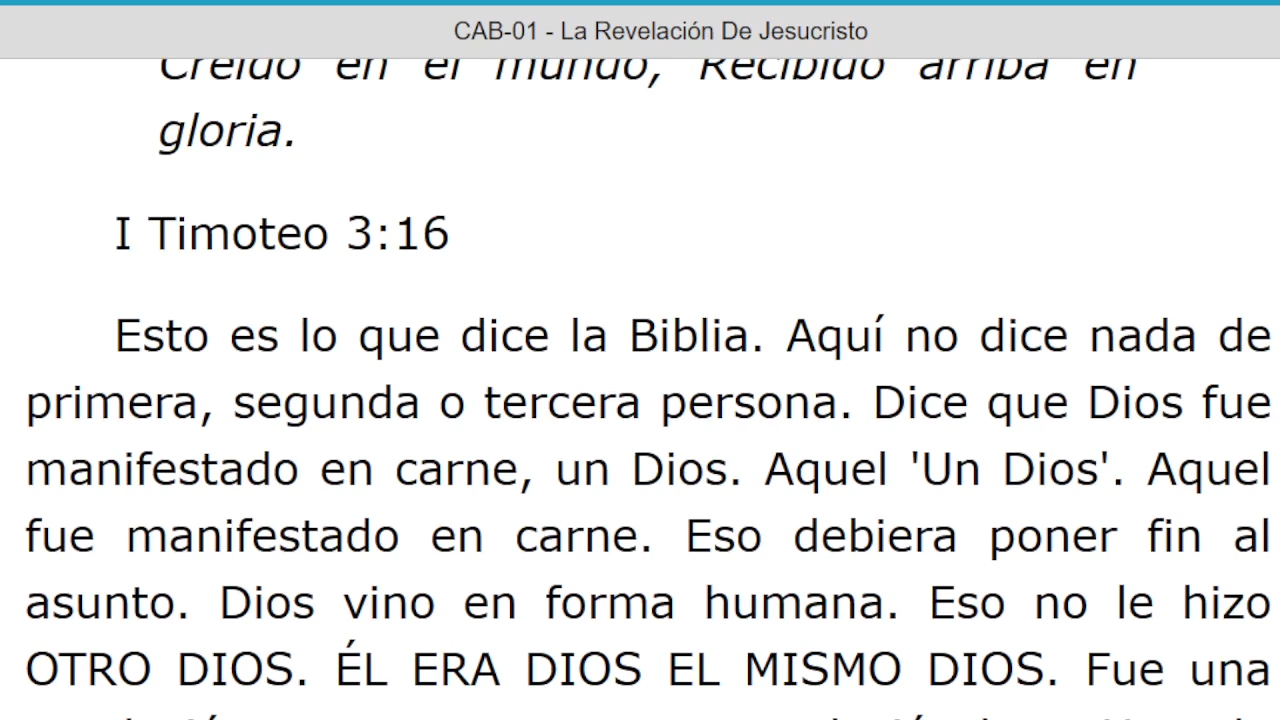 CAB-01 - La Revelación De Jesucristo
Creído en el mundo, Recibido arriba en
gloria.
I Timoteo 3:16
Esto es lo que dice la Biblia. Aquí no dice nada de
primera, segunda o tercera persona. Dice que Dios fue
manifestado en carne, un Dios. Aquel 'Un Dios'. Aquel
fue manifestado en carne. Eso debiera poner fin al
asunto. Dios vino en forma humana. Eso no le hizo
OTRO DIOS. ÉL ERA DIOS EL MISMO DIOS. Fue una